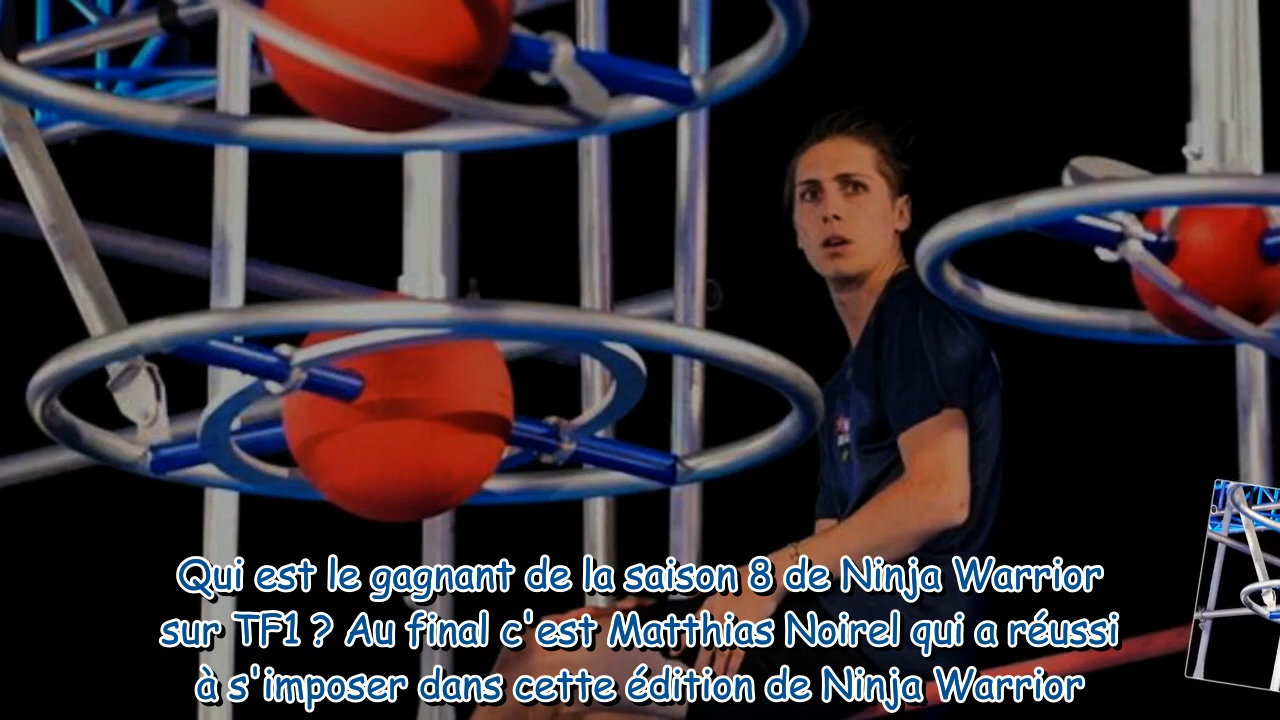 Qui est le gagnant de la saison 8 de Ninja Warrior
sur TF1 ? Au final c'est Matthias Noirel qui a réussi
à s'imposer dans cette édition de Ninja Warrior